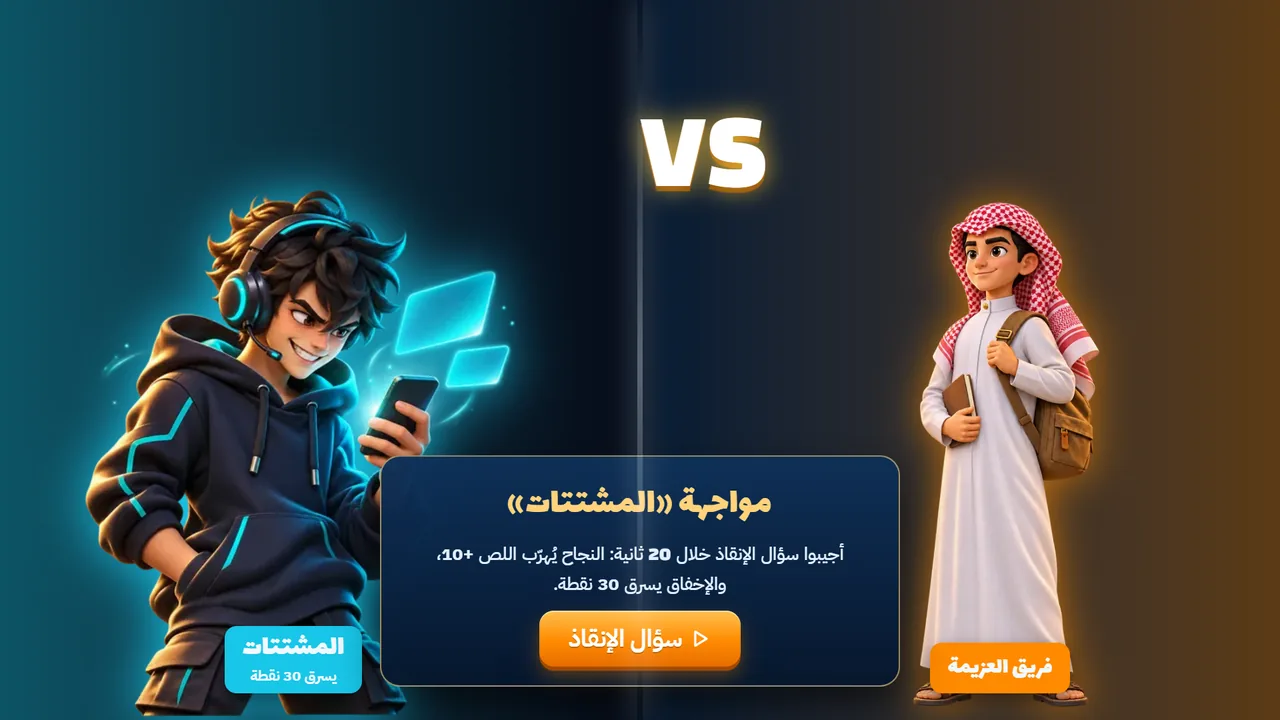 VS
مواجهة «المشتتات»
أجيبوا سؤال الإنقاذ خلال 20 ثانية: النجاح يُهرّب اللص +10،
والإخفاق يسرق 30 نقطة.
سؤال الإنقاذ
فريق العزيمة
المشتتات
يسرق 30 نقطة